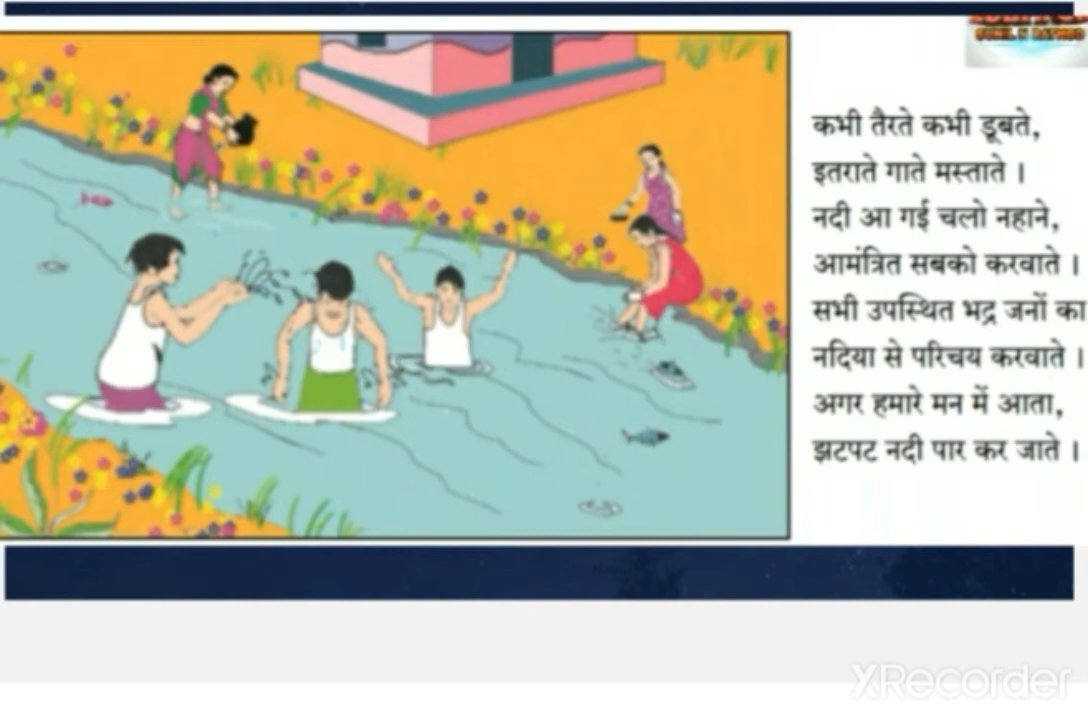 कभी तैरते कभी डूबते,
इतराते गाते मस्ताते ।
नदी आ गई चलो नहाने,
आमंत्रित सबको करवाते ।
सभी उपस्थित भद्र जनों का
नदिया से परिचय करवाते ।
अगर हमारे मन में आता,
झटपट नदी पार कर जाते ।
XRecorder